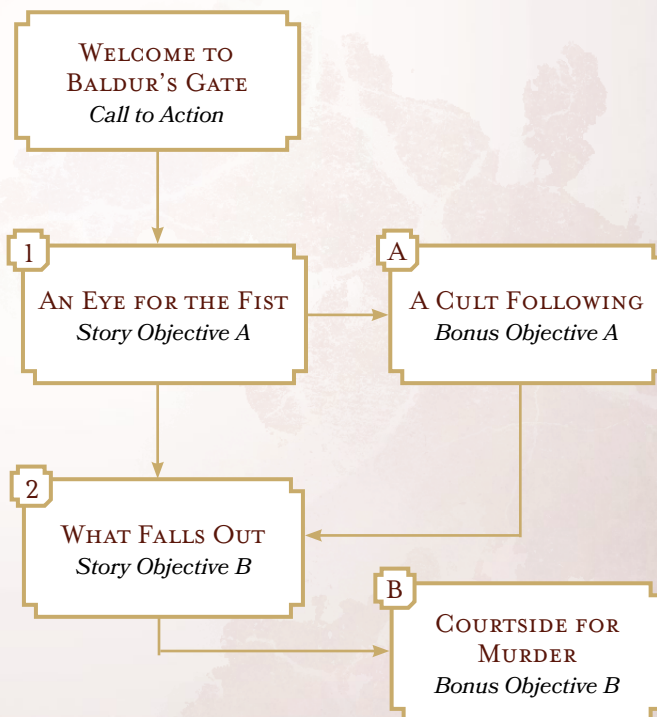 Welcome to
Baldur's Gate
Call to Action
1
An Eye for the Fist
Story Objective A
A
A Cult Following
Bonus Objective A
2
What Falls Out
Story Objective B
B
Courtside for
Murder
Bonus Objective B